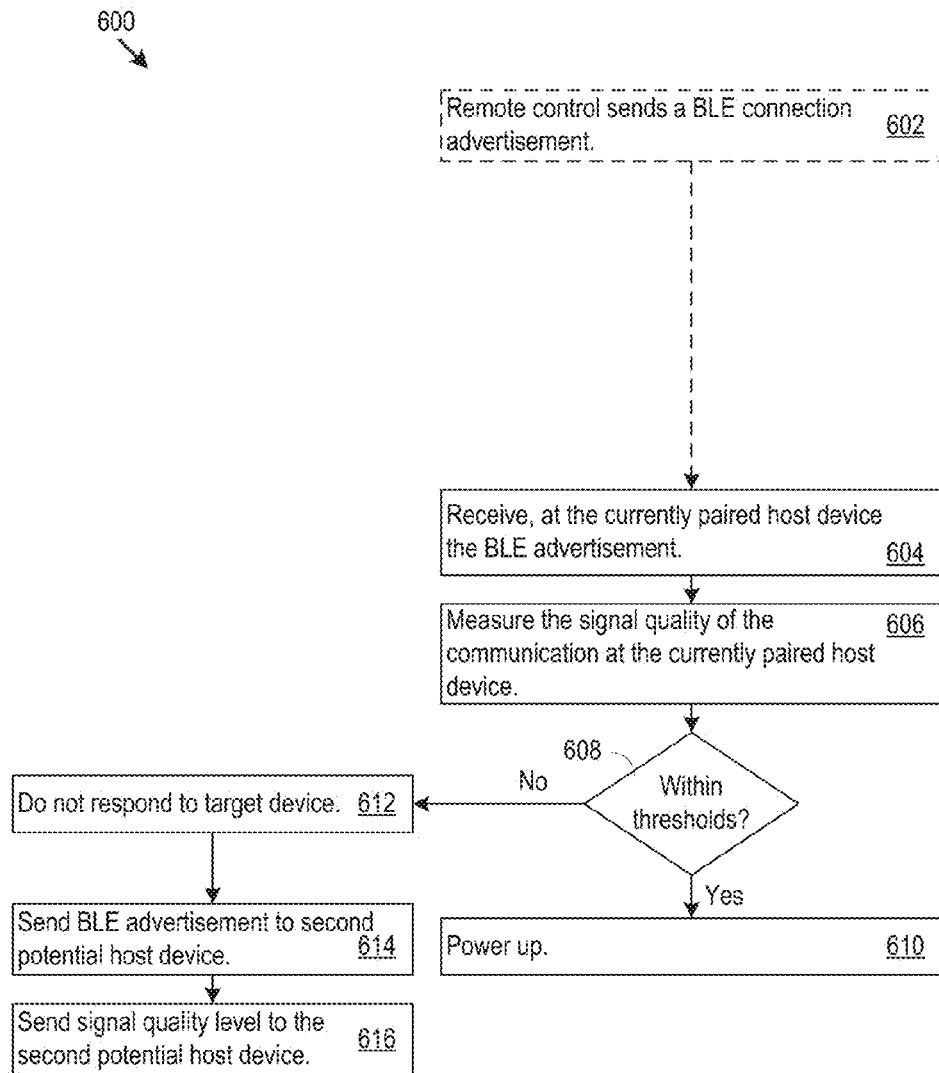 600
Remote control sends a BLE connection
advertisement. 602
Receive, at the currently paired host device
the BLE advertisement. 604
Measure the signal quality of the 606
communication at the currently paired host
device.
608
Within
thresholds?
No
Yes
Do not respond to target device. 612
Power up. 610
Send BLE advertisement to second
potential host device. 614
Send signal quality level to the
second potential host device. 616